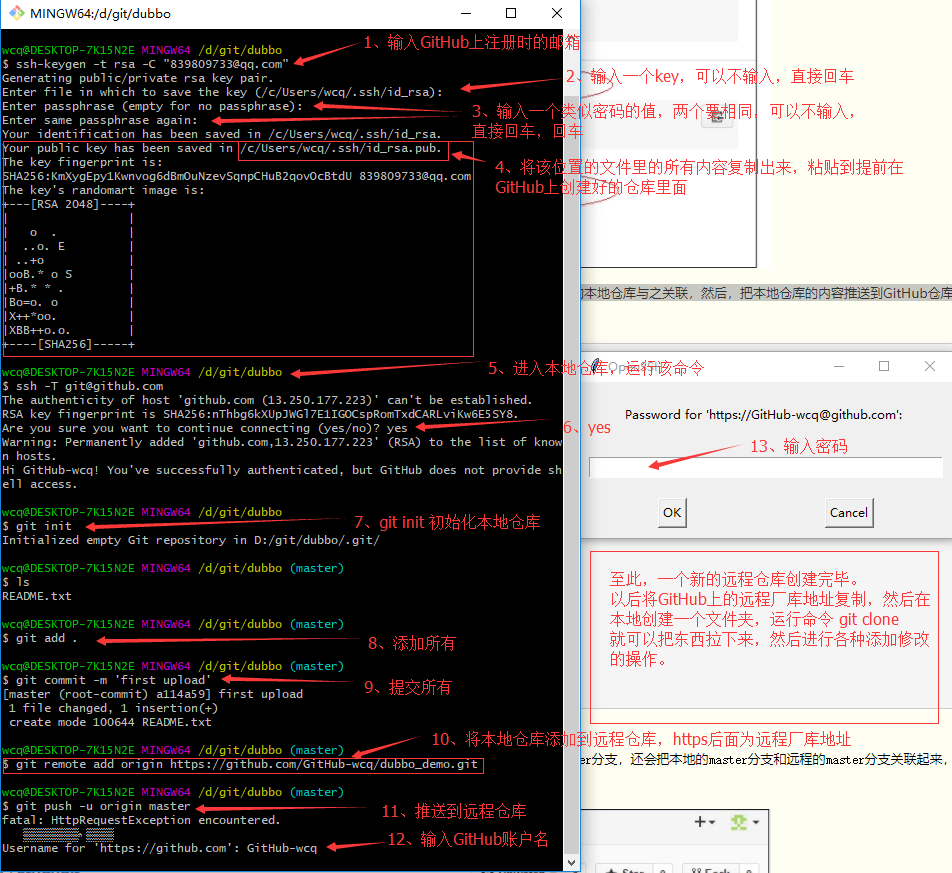 MINGW64:/d/git/dubbo
wcq@DESKTOP-7K15N2E MINGW64 /d/git/dubbo
$ ssh-keygen -t rsa -C "839809733@qq.com"
1、输入GitHub上注册时的邮箱
Generating public/private rsa key pair.
Enter file in which to save the key (/c/Users/wcq/.ssh/id_rsa):
2、输入一个key，可以不输入，直接回车
Enter passphrase (empty for no passphrase):
Enter same passphrase again:
3、输入一个类似密码的值，两个要相同，可以不输入，
直接回车，回车
Your identification has been saved in /c/Users/wcq/.ssh/id_rsa.
Your public key has been saved in /c/Users/wcq/.ssh/id_rsa.pub.
4、将该位置的文件里的所有内容复制出来，粘贴到提前在
GitHub上创建好的仓库里面
The key fingerprint is:
SHA256:KmXygEpy1Kwnvog6dBmOuNzevSqnpCHuB2qovOcBtdU 839809733@qq.com
The key's randomart image is:
+---[RSA 2048]----+
|                 |
|   o  .          |
|  ..o. E         |
| ..+o            |
|ooB.* o S        |
|+B.* * .         |
|Bo=o. o          |
|X++*oo.          |
|XBB++o.o.        |
+----[SHA256]-----+
本地仓库与之关联，然后，把本地仓库的内容推送到GitHub仓库
wcq@DESKTOP-7K15N2E MINGW64 /d/git/dubbo
5、进入本地仓库，运行该命令
$ ssh -T git@github.com
The authenticity of host 'github.com (13.250.177.223)' can't be established.
RSA key fingerprint is SHA256:nThbg6kXUpJWGl7E1IGOCspRomTxdCARLviKw6E5SY8.
Are you sure you want to continue connecting (yes/no)? yes
6、yes
Warning: Permanently added 'github.com,13.250.177.223' (RSA) to the list of know
n hosts.
Hi GitHub-wcq! You've successfully authenticated, but GitHub does not provide sh
ell access.
Password for 'https://GitHub-wcq@github.com':
13、输入密码
OK
Cancel
wcq@DESKTOP-7K15N2E MINGW64 /d/git/dubbo
$ git init
7、git init 初始化本地仓库
Initialized empty Git repository in D:/git/dubbo/.git/
wcq@DESKTOP-7K15N2E MINGW64 /d/git/dubbo (master)
$ ls
README.txt
至此，一个新的远程仓库创建完毕。
以后将GitHub上的远程厂库地址复制，然后在
本地创建一个文件夹，运行命令 git clone
就可以把东西拉下来，然后进行各种添加修改
的操作。
wcq@DESKTOP-7K15N2E MINGW64 /d/git/dubbo (master)
$ git add .
8、添加所有
wcq@DESKTOP-7K15N2E MINGW64 /d/git/dubbo (master)
$ git commit -m 'first upload'
9、提交所有
[master (root-commit) a114a59] first upload
 1 file changed, 1 insertion(+)
 create mode 100644 README.txt
wcq@DESKTOP-7K15N2E MINGW64 /d/git/dubbo (master)
10、将本地仓库添加到远程仓库，https后面为远程厂库地址
$ git remote add origin https://github.com/GitHub-wcq/dubbo_demo.git
分支，还会把本地的master分支和远程的master分支关联起来，
wcq@DESKTOP-7K15N2E MINGW64 /d/git/dubbo (master)
$ git push -u origin master
11、推送到远程仓库
fatal: HttpRequestException encountered.
Username for 'https://github.com': GitHub-wcq
12、输入GitHub账户名